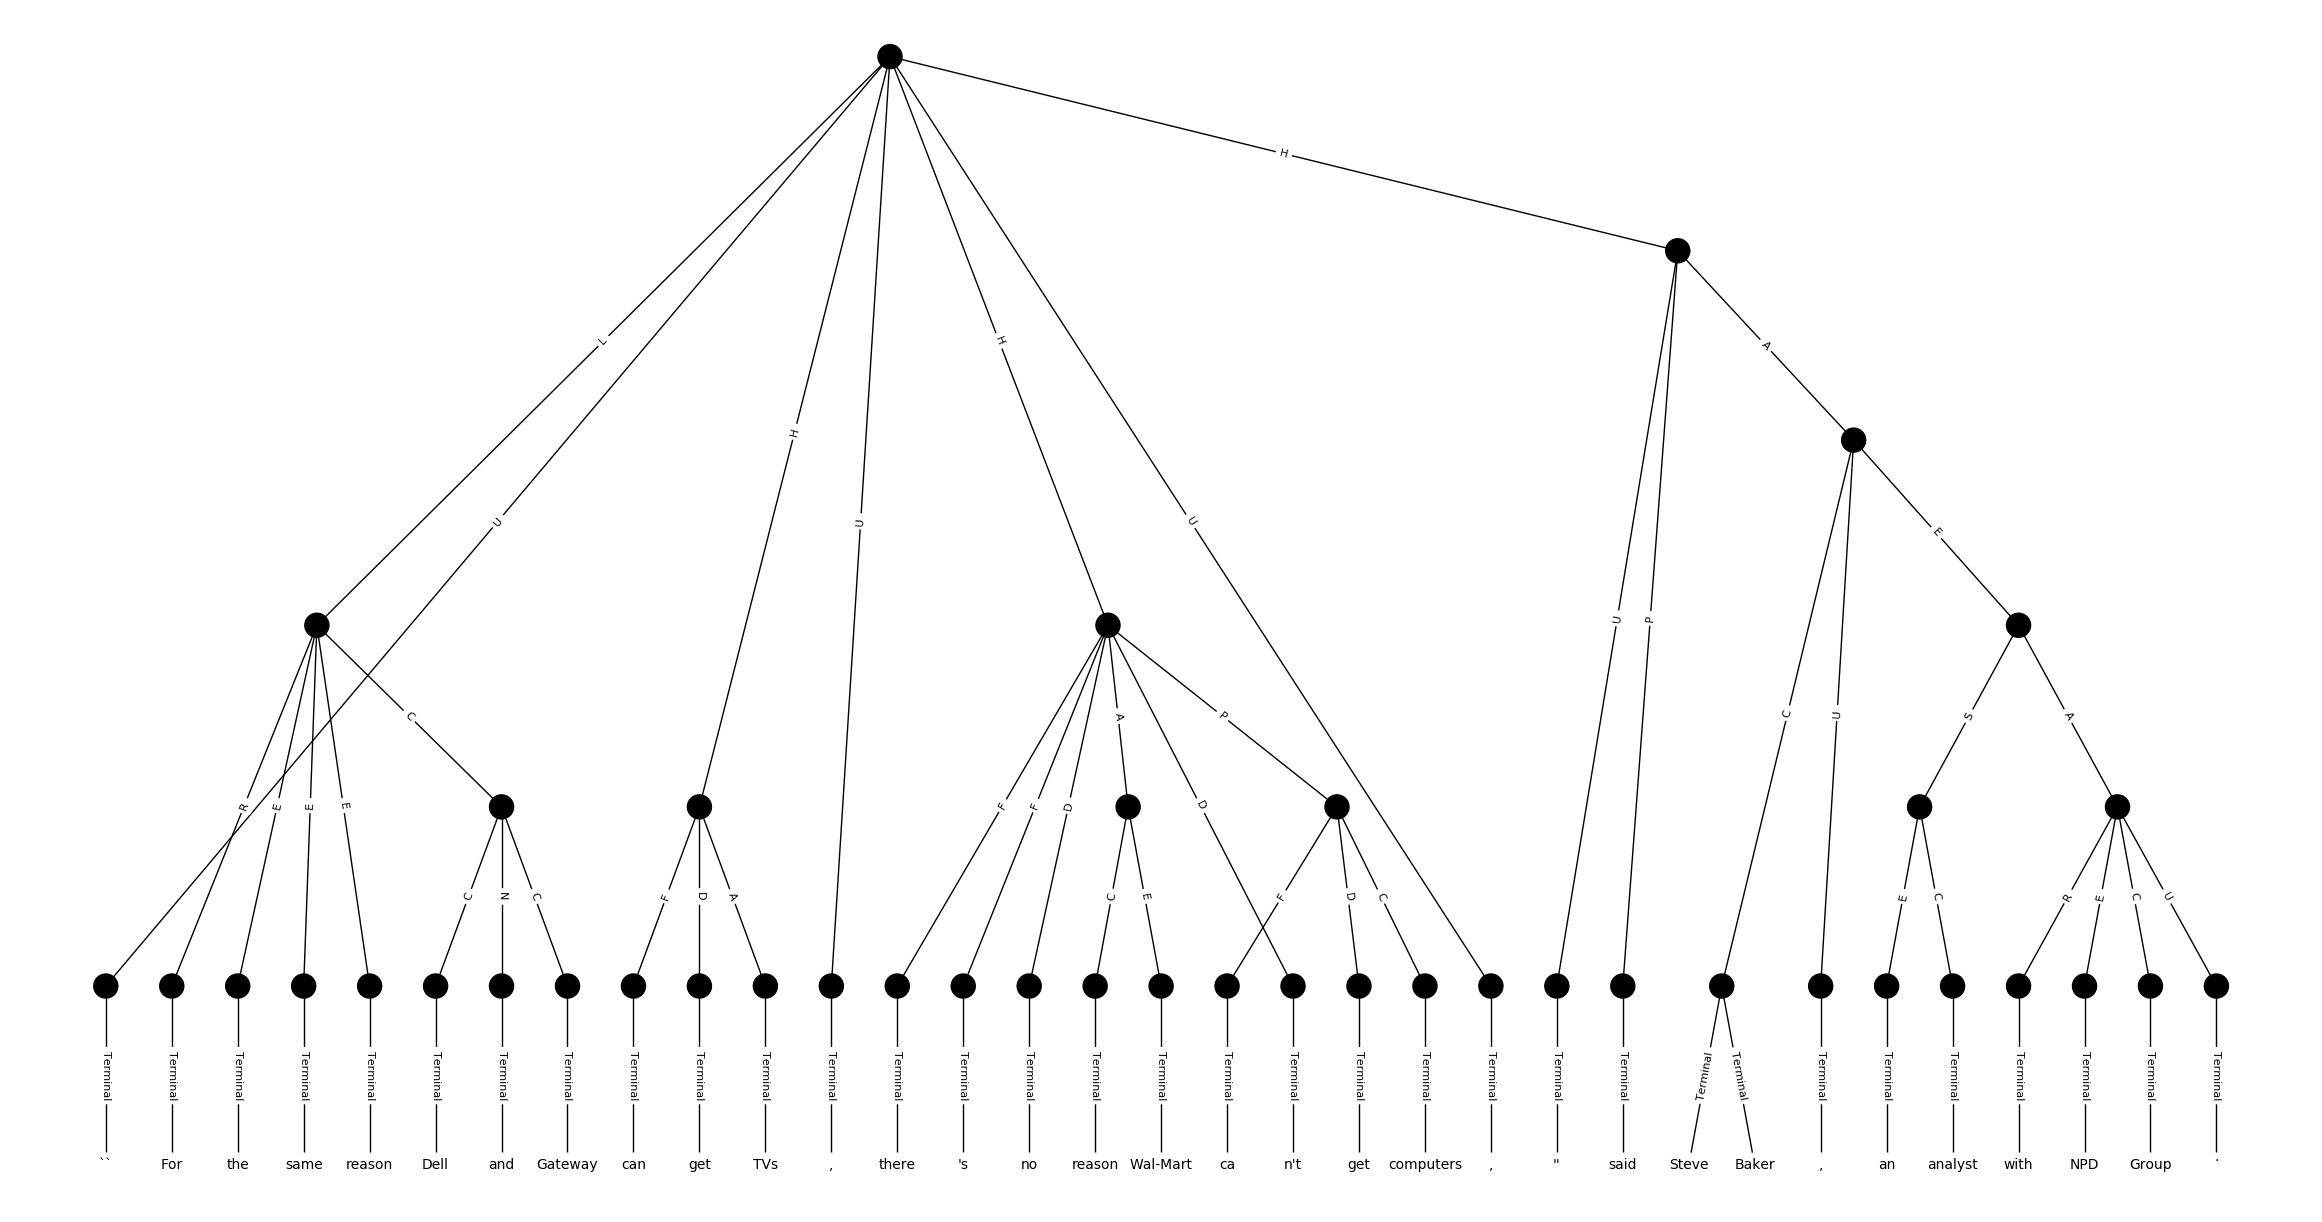 H
L
H
A
H
U
U
U
E
U
P
C
A
P
C
U
S
A
R
E
E
E
F
F
D
D
C
N
C
F
D
A
C
E
F
D
C
E
C
R
E
C
U
Terminal Terminal Terminal Terminal Terminal Terminal Terminal Terminal Terminal Terminal Terminal Terminal Terminal Terminal Terminal Terminal Terminal Terminal Terminal Terminal Terminal Terminal Terminal Terminal Terminal Terminal Terminal Terminal Terminal Terminal Terminal Terminal Terminal
`` For the same reason Dell and Gateway can get TVs , there 's no reason Wal-Mart ca n't get computers , " said Steve Baker , an analyst with NPD Group .